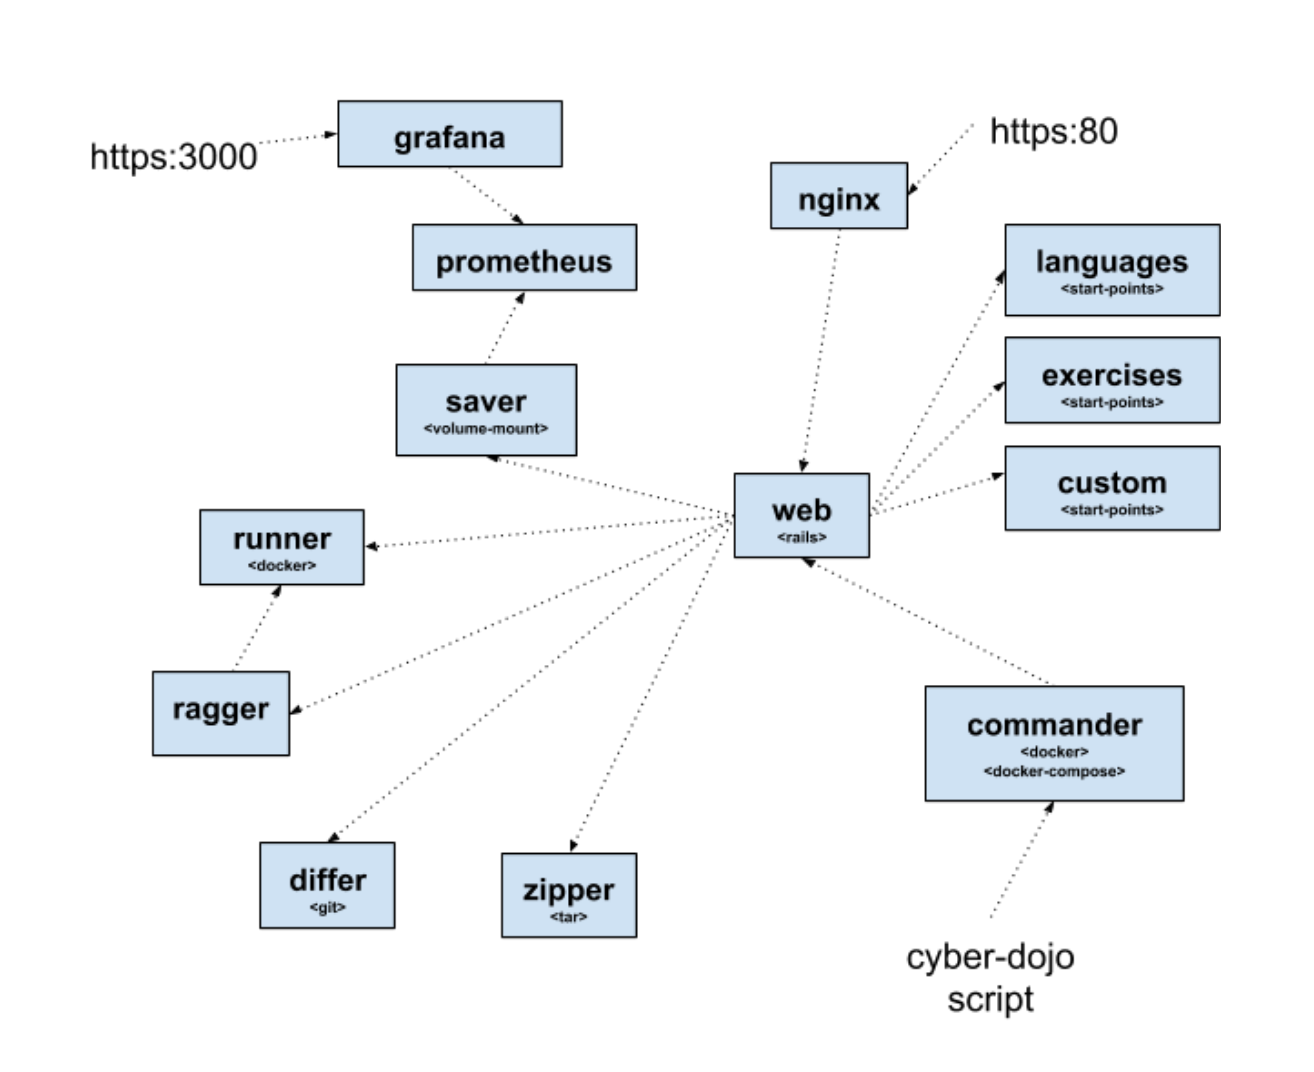 grafana
https:3000
https:80
nginx
prometheus
languages
<start-points>
exercises
<start-points>
saver
<volume-mount>
custom
<start-points>
web
<rails>
runner
<docker>
ragger
commander
<docker>
<docker-compose>
differ
<git>
zipper
<tar>
cyber-dojo
script